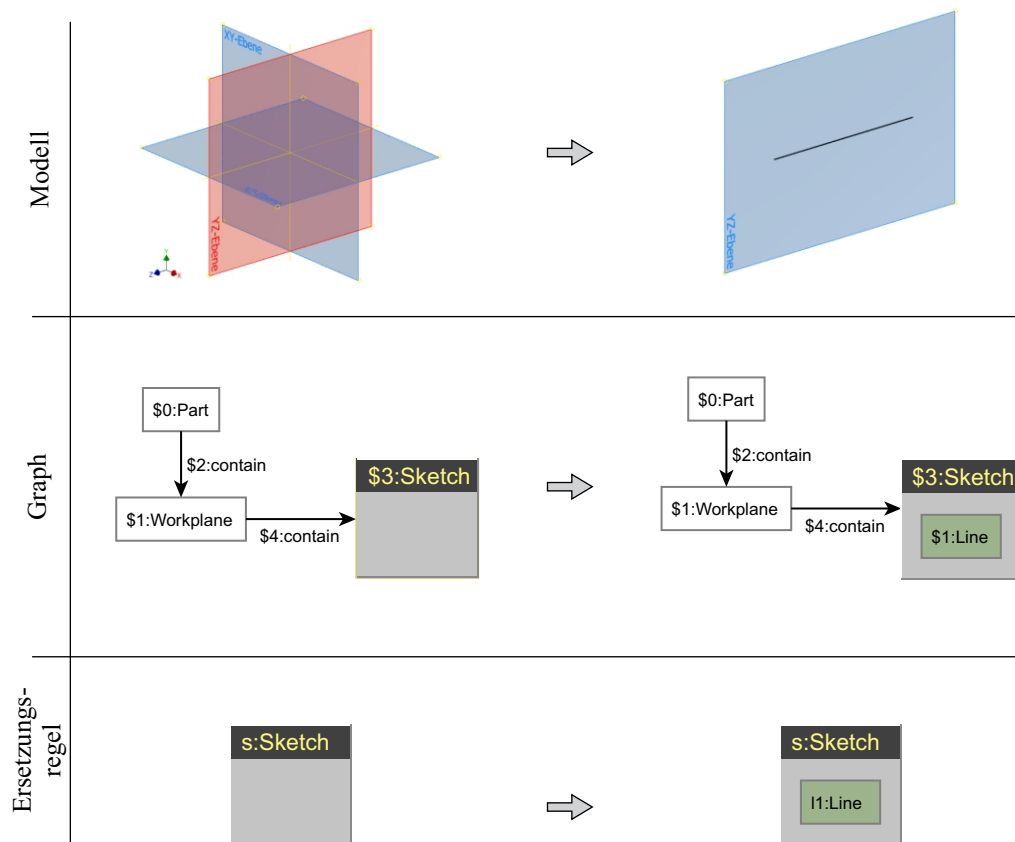 Modell
XY-Ebene
YZ-Ebene
Y
Z
X
YZ-Ebene
Graph
$0:Part
$2:contain
$1:Workplane
$4:contain
$3:Sketch
$0:Part
$2:contain
$1:Workplane
$4:contain
$3:Sketch
$1:Line
Ersetzungs-
regel
s:Sketch
s:Sketch
l1:Line